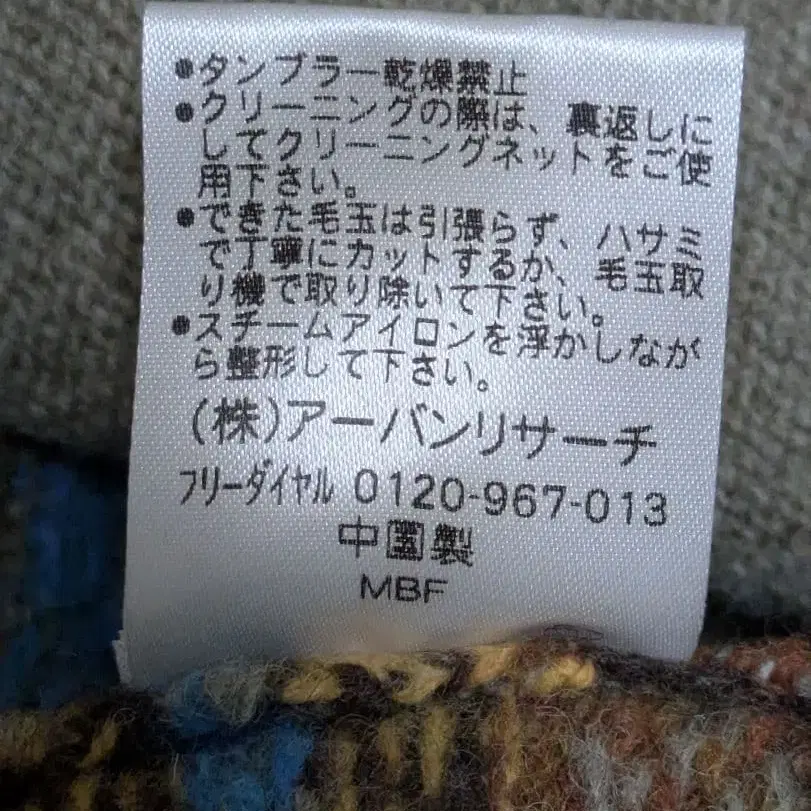 ●タンブラー乾燥禁止
●クリーニングの際は、裏返しに
してクリーニングネットをご使
用下さい。
●できた毛玉は引張らず、ハサミ
で丁寧にカットするか、毛玉取
り機で取り除いて下さい。
●スチームアイロンを浮かしなが
ら整形して下さい。
(株)アーバンリサーチ
フリーダイヤル 0120-967-013
中国製
MBF